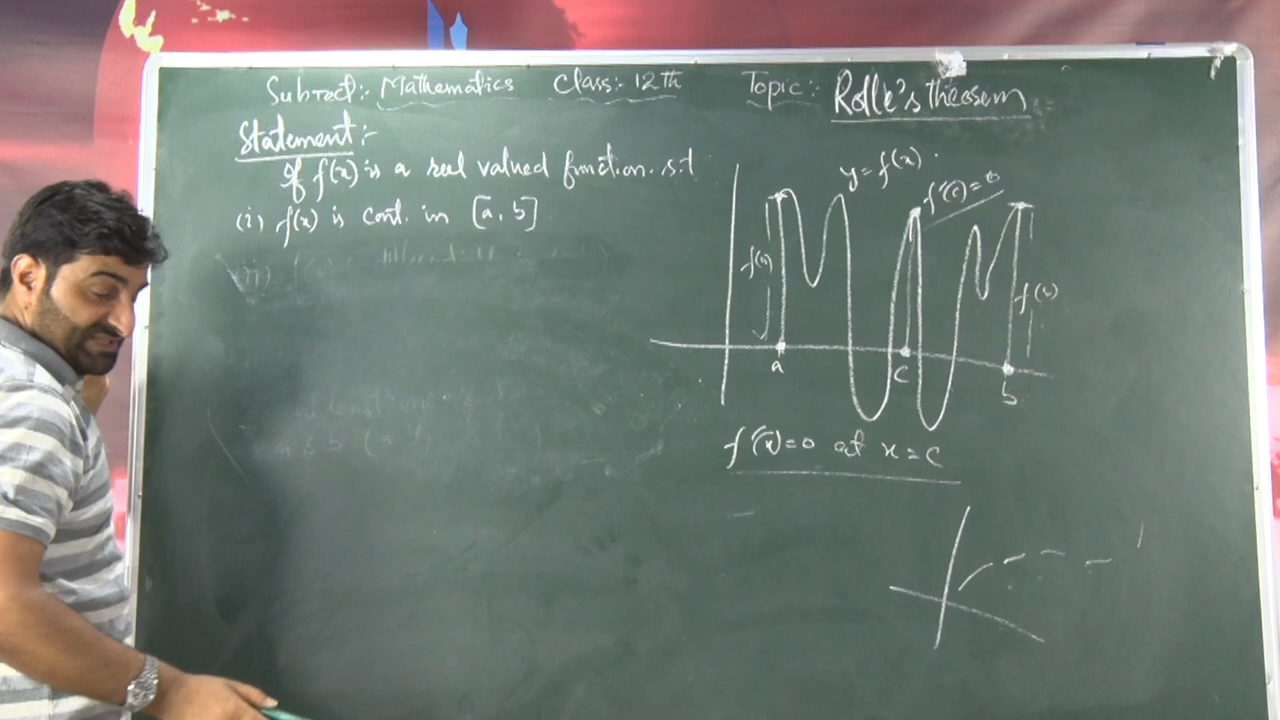 Subject:- Mathematics Class:- 12th Topic:- Rolle's theorem
Statement:-
If f(x) is a real valued function. s.t
(i) f(x) is cont. in [a, b]
y = f(x)
f'(c) = 0
f(a)
f(b)
a
c
b
f'(x) = 0 at x = c